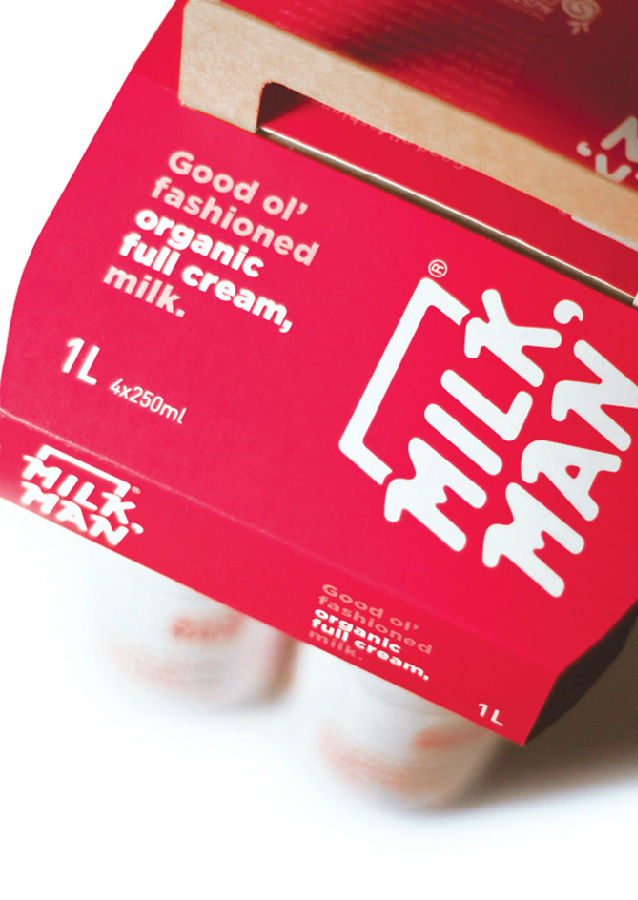 Good ol'
fashioned
organic
full cream,
milk.
1L 4x250ml
®
MILK,
MAN
MILK,
MAN,
®
Good ol'
fashioned
organic
full cream,
milk.
1L